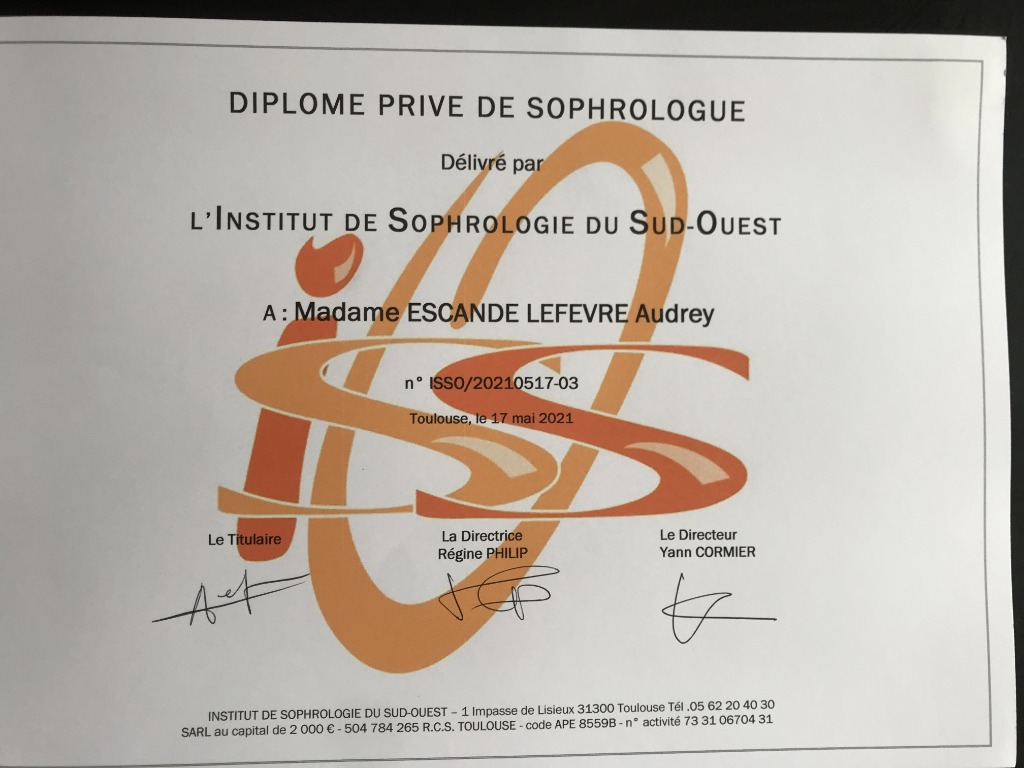 DIPLOME PRIVE DE SOPHROLOGUE
Délivré par
L'INSTITUT DE SOPHROLOGIE DU SUD-OUEST
A : Madame ESCANDE LEFEVRE Audrey
n° ISSO/20210517-03
Toulouse, le 17 mai 2021
Le Titulaire
La Directrice
Régine PHILIP
Le Directeur
Yann CORMIER
INSTITUT DE SOPHROLOGIE DU SUD-OUEST – 1 Impasse de Lisieux 31300 Toulouse Tél .05 62 20 40 30
SARL au capital de 2 000 € - 504 784 265 R.C.S. TOULOUSE - code APE 8559B - n° activité 73 31 06704 31